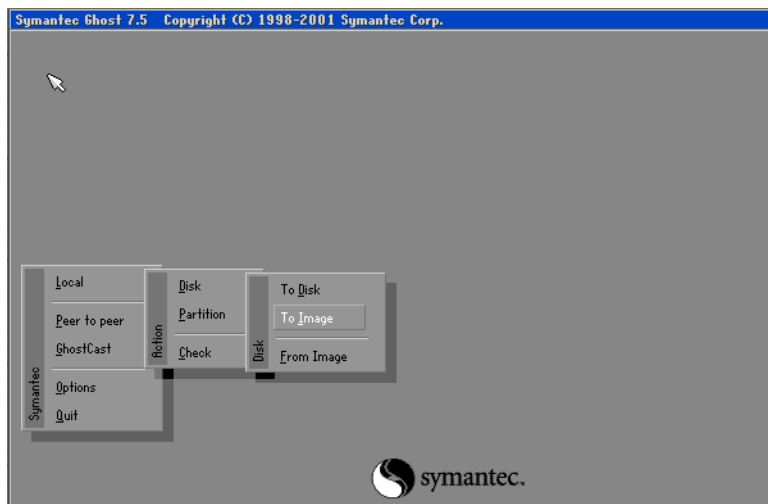 Symantec Ghost 7.5 Copyright (C) 1998-2001 Symantec Corp.
Symantec
Local
Peer to peer
GhostCast
Options
Quit
Action
Disk
Partition
Check
Disk
To Disk
To Image
From Image
symantec.